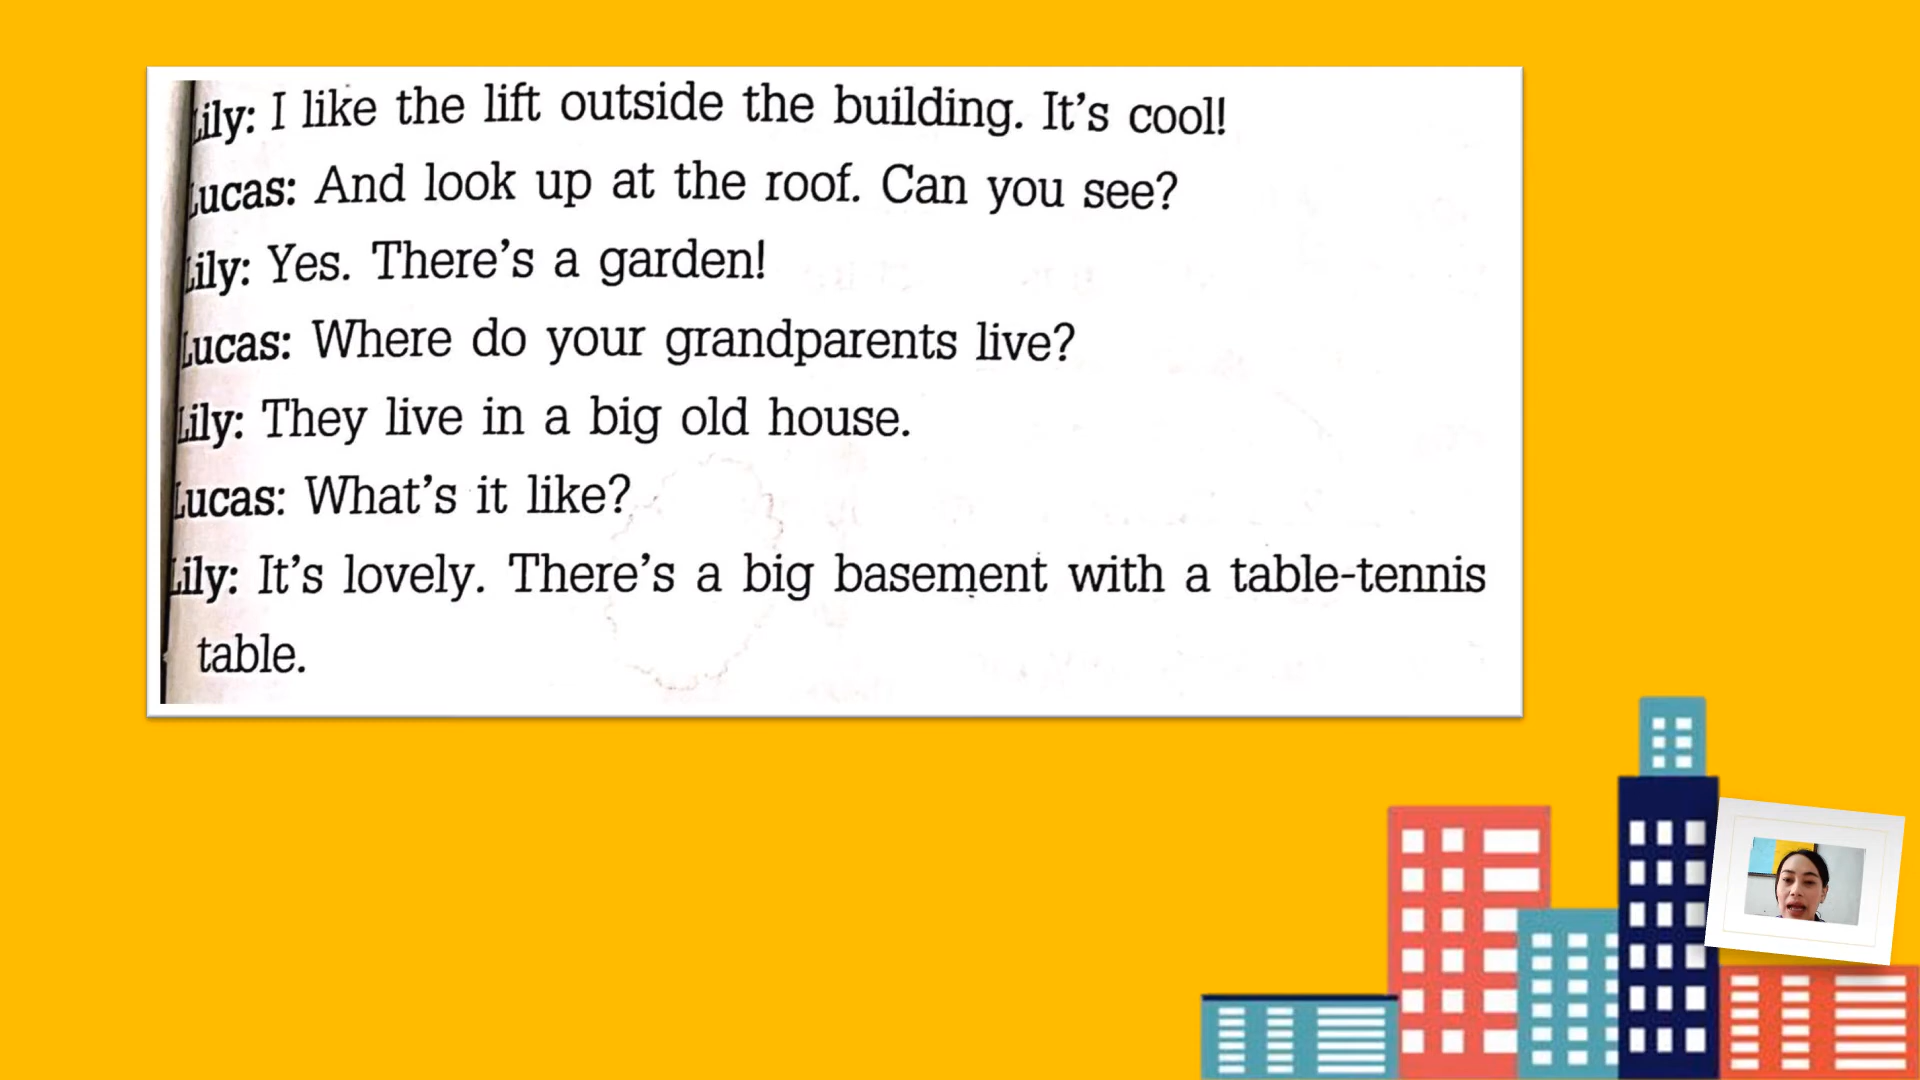 Lily: I like the lift outside the building. It's cool!
Lucas: And look up at the roof. Can you see?
Lily: Yes. There's a garden!
Lucas: Where do your grandparents live?
Lily: They live in a big old house.
Lucas: What's it like?
Lily: It's lovely. There's a big basement with a table-tennis
table.